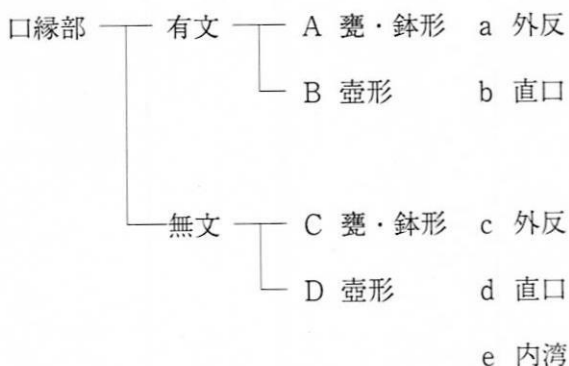 口縁部 有文 A 甕・鉢形 a 外反
B 壺形 b 直口
無文 C 甕・鉢形 c 外反
D 壺形 d 直口
e 内湾